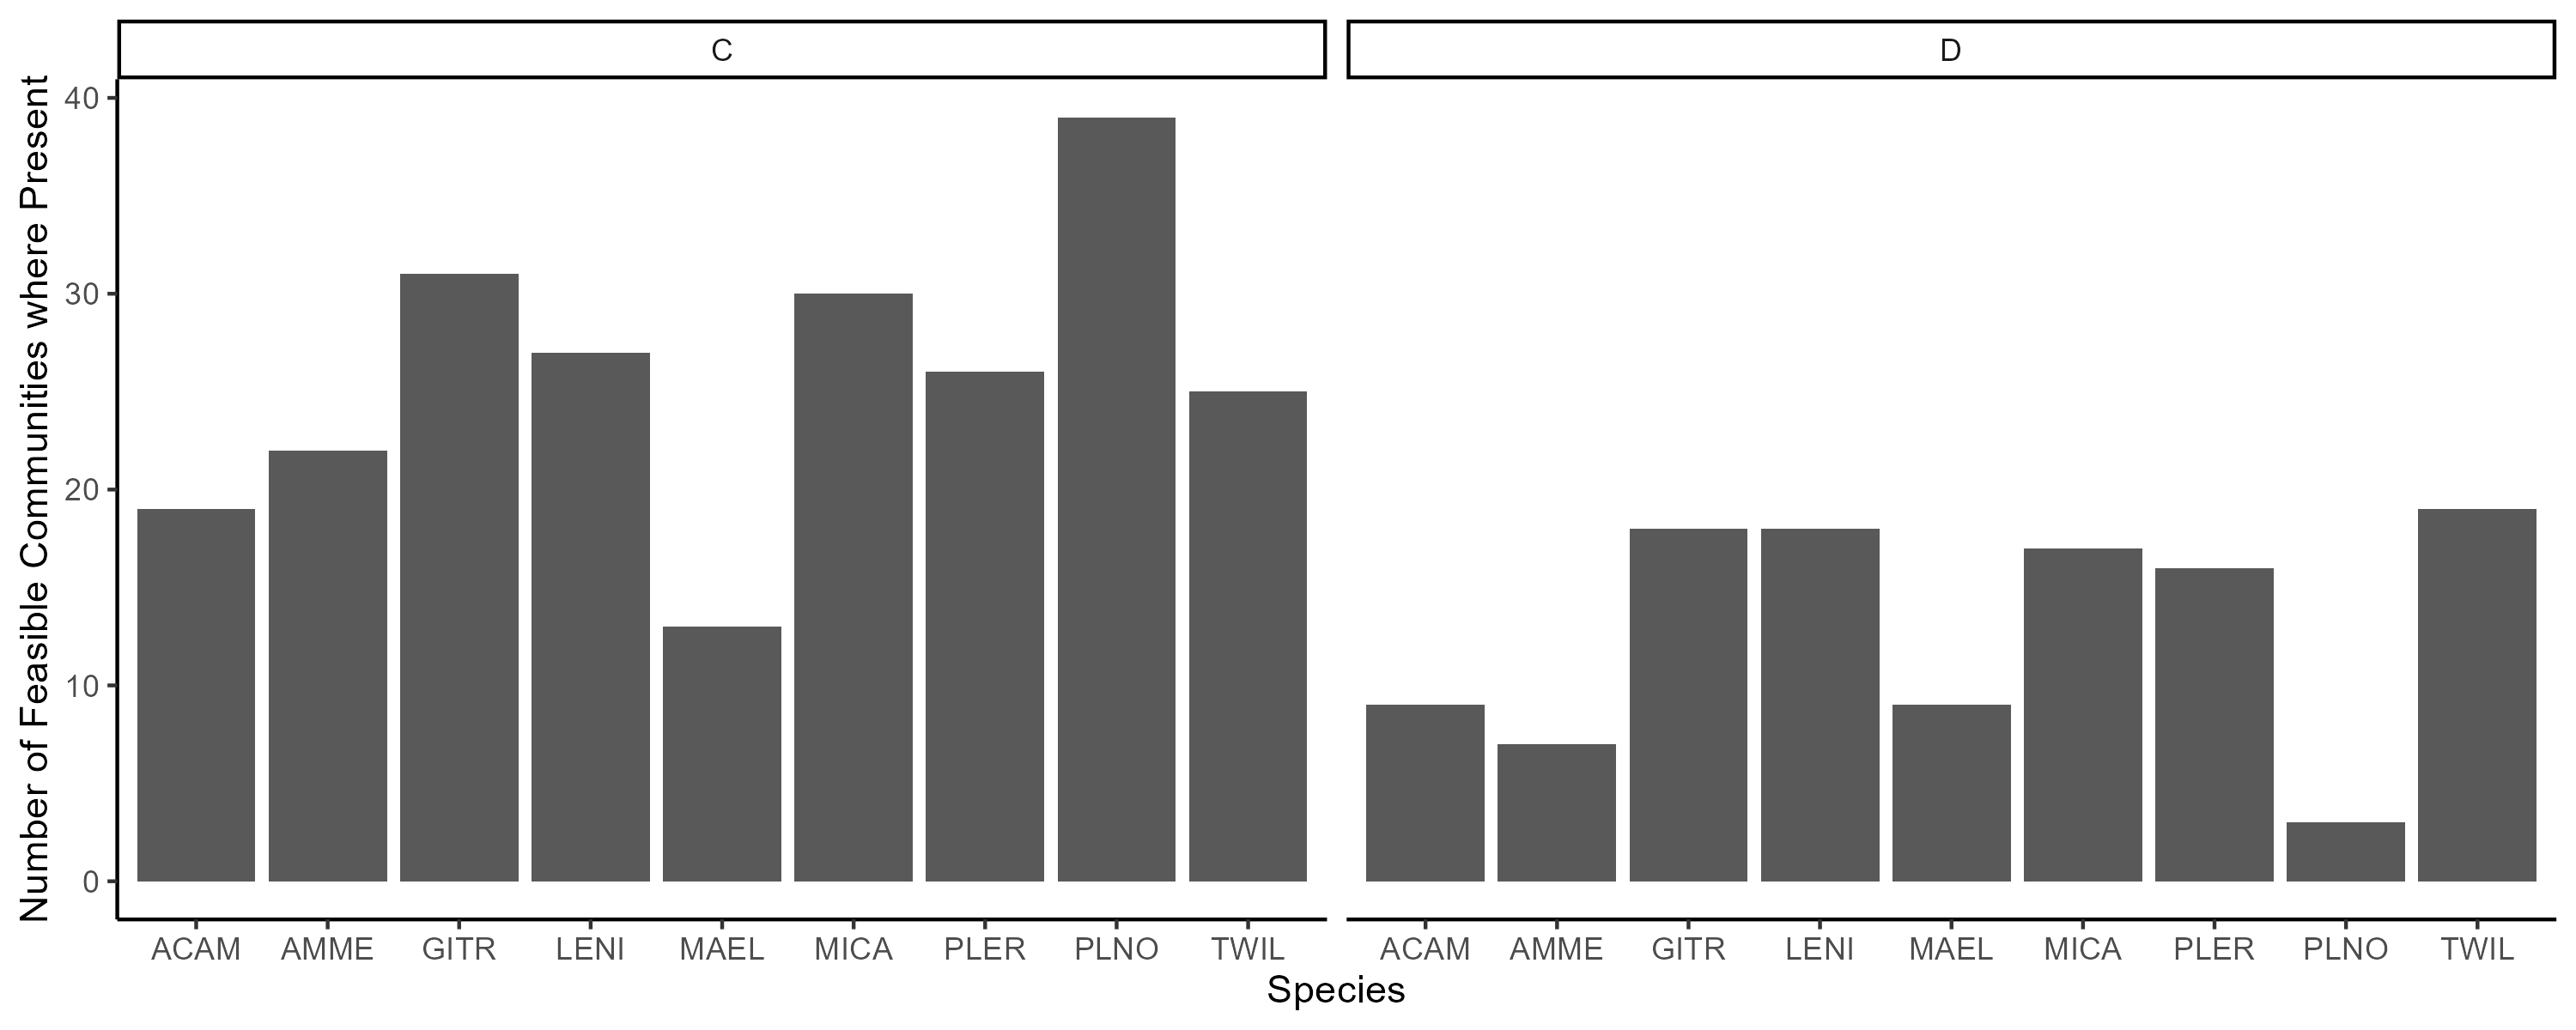 C
D
Number of Feasible Communities where Present
40
30
20
10
0
ACAM AMME GITR LENI MAEL MICA PLER PLNO TWIL
ACAM AMME GITR LENI MAEL MICA PLER PLNO TWIL
Species